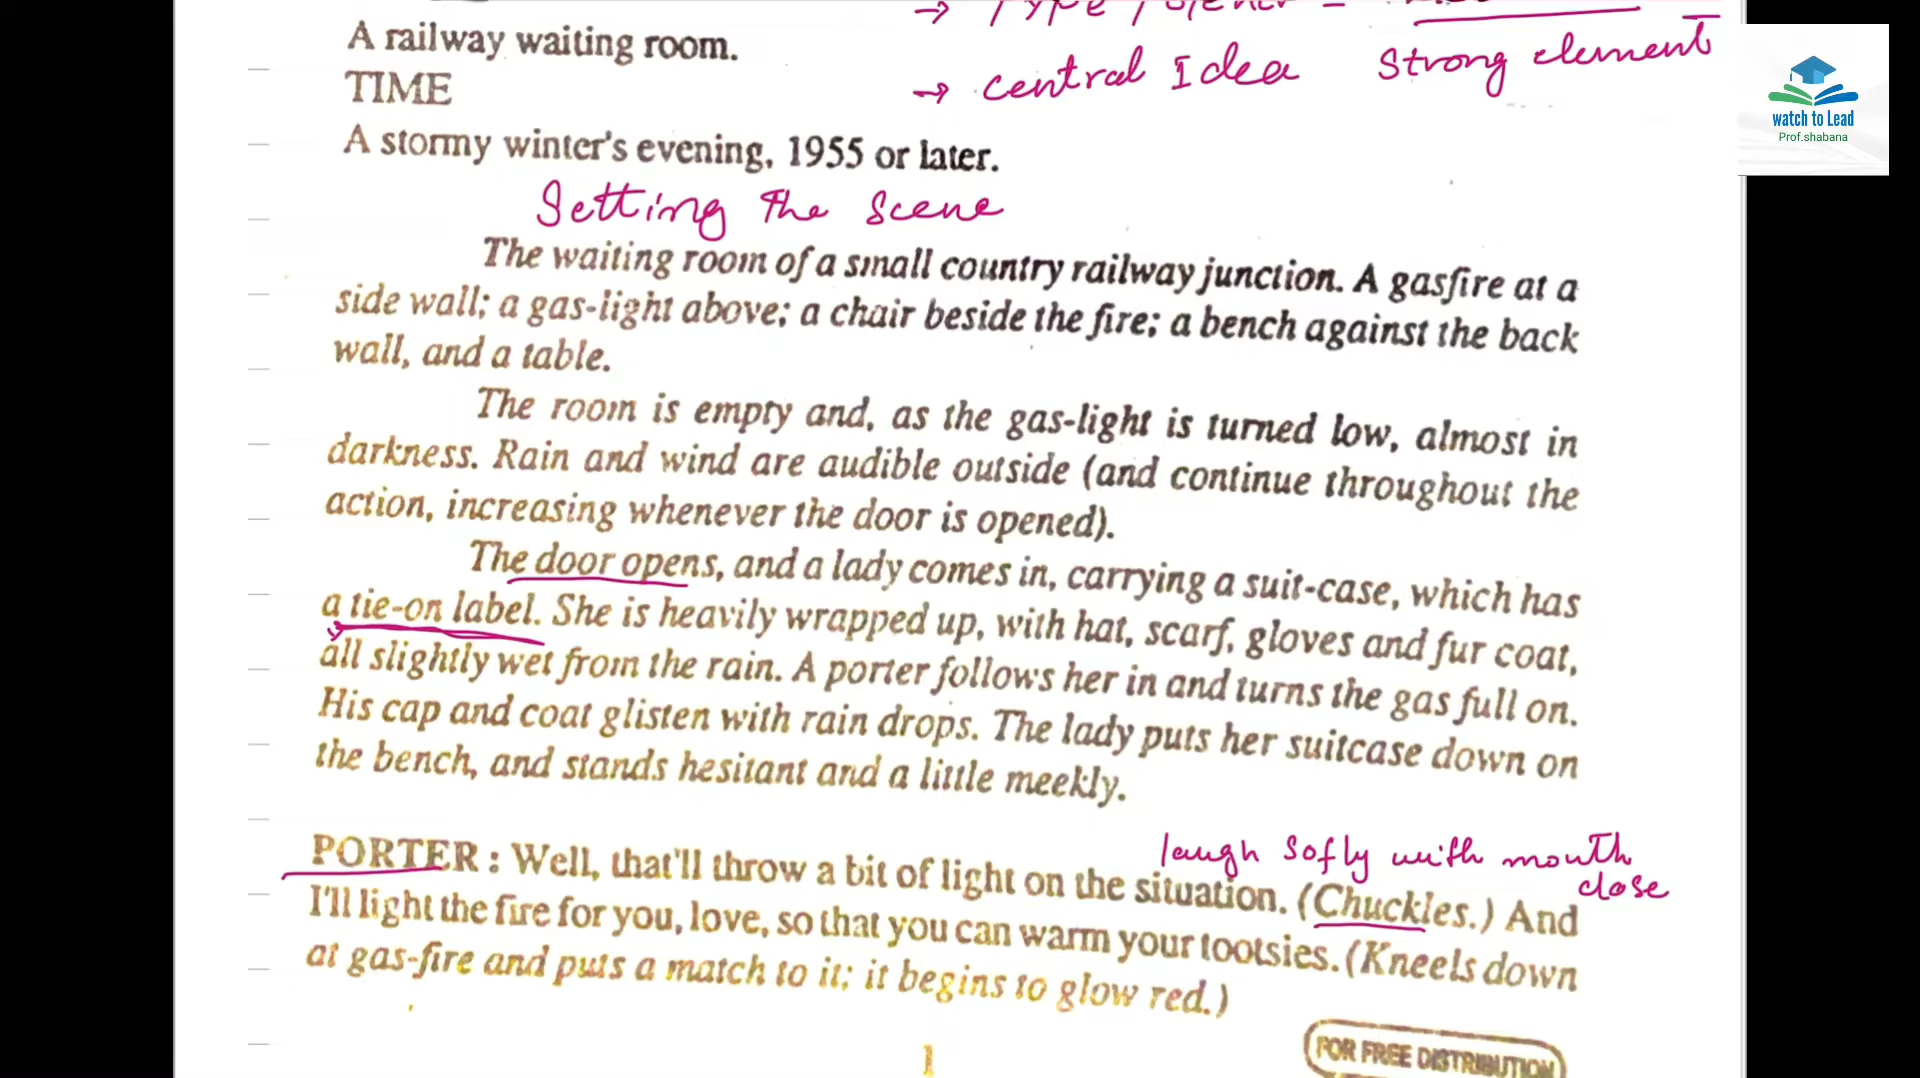 → Type / Genre -
A railway waiting room.
→ Central Idea Strong element
TIME
watch to Lead
Prof.shabana
A stormy winter's evening, 1955 or later.
Setting The Scene
The waiting room of a small country railway junction. A gasfire at a
side wall; a gas-light above; a chair beside the fire; a bench against the back
wall, and a table.
The room is empty and, as the gas-light is turned low, almost in
darkness. Rain and wind are audible outside (and continue throughout the
action, increasing whenever the door is opened).
The door opens, and a lady comes in, carrying a suit-case, which has
a tie-on label. She is heavily wrapped up, with hat, scarf, gloves and fur coat,
all slightly wet from the rain. A porter follows her in and turns the gas full on.
His cap and coat glisten with rain drops. The lady puts her suitcase down on
the bench, and stands hesitant and a little meekly.
laugh Sofly with mouth
close
PORTER : Well, that'll throw a bit of light on the situation. (Chuckles.) And
I'll light the fire for you, love, so that you can warm your tootsies. (Kneels down
at gas-fire and puts a match to it; it begins to glow red.)
1
FOR FREE DISTRIBUTION